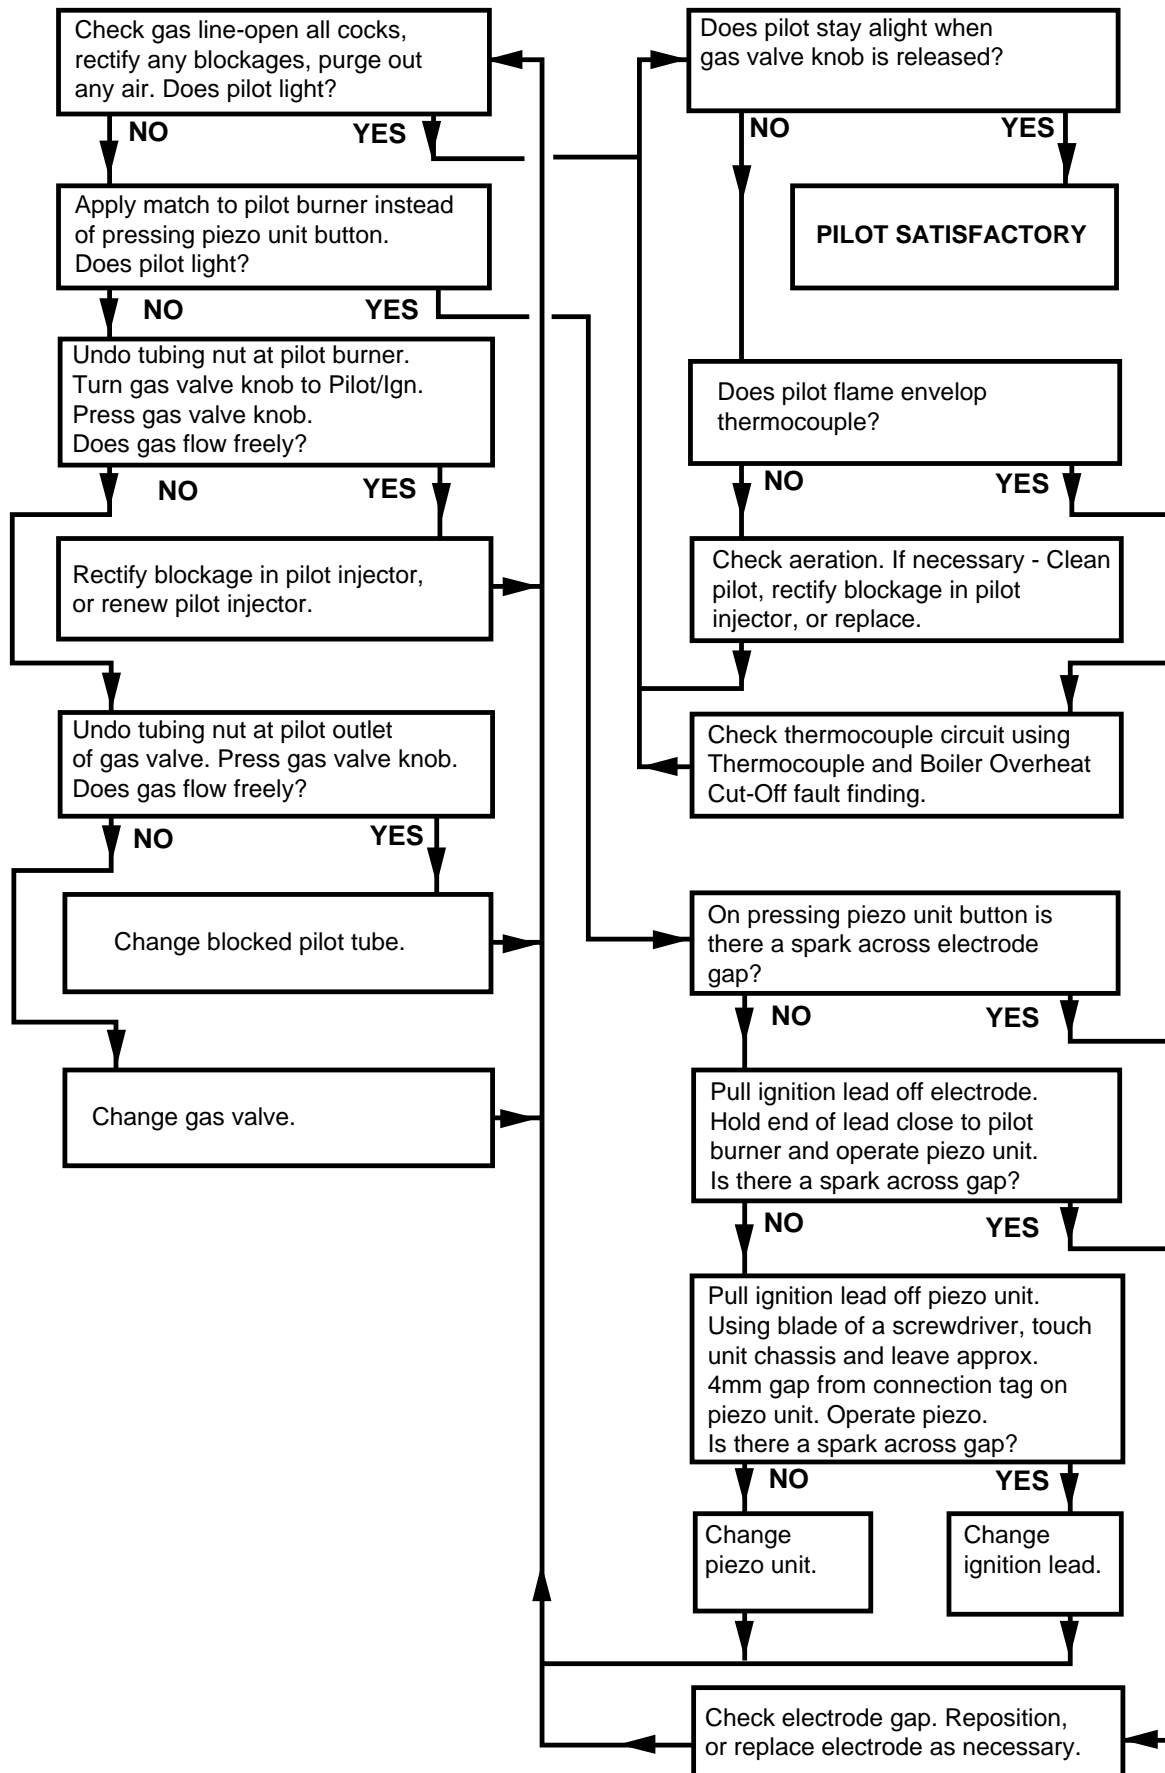 Check gas line-open all cocks,
rectify any blockages, purge out
any air. Does pilot light?
NO
YES
Apply match to pilot burner instead
of pressing piezo unit button.
Does pilot light?
NO
YES
Undo tubing nut at pilot burner.
Turn gas valve knob to Pilot/Ign.
Press gas valve knob.
Does gas flow freely?
NO
YES
Rectify blockage in pilot injector,
or renew pilot injector.
Undo tubing nut at pilot outlet
of gas valve. Press gas valve knob.
Does gas flow freely?
NO
YES
Change blocked pilot tube.
Change gas valve.
Does pilot stay alight when
gas valve knob is released?
NO
YES
PILOT SATISFACTORY
Does pilot flame envelop
thermocouple?
NO
YES
Check aeration. If necessary - Clean
pilot, rectify blockage in pilot
injector, or replace.
Check thermocouple circuit using
Thermocouple and Boiler Overheat
Cut-Off fault finding.
On pressing piezo unit button is
there a spark across electrode
gap?
NO
YES
Pull ignition lead off electrode.
Hold end of lead close to pilot
burner and operate piezo unit.
Is there a spark across gap?
NO
YES
Pull ignition lead off piezo unit.
Using blade of a screwdriver, touch
unit chassis and leave approx.
4mm gap from connection tag on
piezo unit. Operate piezo.
Is there a spark across gap?
NO
YES
Change
piezo unit.
Change
ignition lead.
Check electrode gap. Reposition,
or replace electrode as necessary.